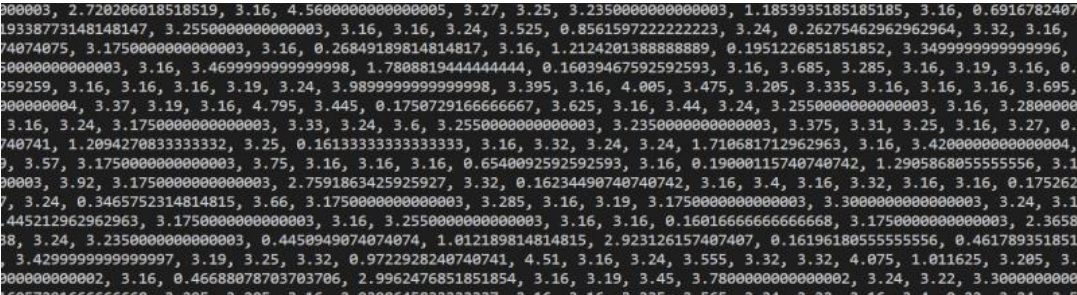 00003, 2.720206018518519, 3.16, 4.5600000000000005, 3.27, 3.25, 3.2350000000000003, 1.1853935185185185, 3.16, 0.6916782407
19338773148148147, 3.2550000000000003, 3.16, 3.16, 3.24, 3.525, 0.8561597222222223, 3.24, 0.26275462962962964, 3.32, 3.16,
74074075, 3.1750000000000003, 3.16, 0.268491898148148​17, 3.16, 1.2124201388888889, 0.1951226851851852, 3.3499999999999996,
50000000000003, 3.16, 3.4699999999999998, 1.7808819444444444, 0.16039467592592593, 3.16, 3.685, 3.285, 3.16, 3.19, 3.16, 0.
259259, 3.16, 3.16, 3.16, 3.19, 3.24, 3.9899999999999998, 3.395, 3.16, 4.005, 3.475, 3.205, 3.335, 3.16, 3.16, 3.16, 3.695,
000000004, 3.37, 3.19, 3.16, 4.795, 3.445, 0.17507291666666667, 3.625, 3.16, 3.44, 3.24, 3.2550000000000003, 3.16, 3.2800000
3.16, 3.24, 3.1750000000000003, 3.33, 3.24, 3.6, 3.2550000000000003, 3.2350000000000003, 3.375, 3.31, 3.25, 3.16, 3.27, 0.
740741, 1.2094270833333332, 3.25, 0.16133333333333333, 3.16, 3.32, 3.24, 3.24, 1.710681712962963, 3.16, 3.4200000000000004,
9, 3.57, 3.1750000000000003, 3.75, 3.16, 3.16, 3.16, 0.6540092592592593, 3.16, 0.19000115740740742, 1.2905868055555556, 3.1
00003, 3.92, 3.1750000000000003, 2.7591863425925927, 3.32, 0.16234490740740742, 3.16, 3.4, 3.16, 3.32, 3.16, 3.16, 0.175262
7, 3.24, 0.3465752314814815, 3.66, 3.1750000000000003, 3.285, 3.16, 3.19, 3.1750000000000003, 3.3000000000000003, 3.24, 3.1
.445212962962963, 3.1750000000000003, 3.16, 3.2550000000000003, 3.16, 3.16, 0.16016666666666668, 3.1750000000000003, 2.3658
38, 3.24, 3.2350000000000003, 0.4450949074074074, 1.012189814814815, 2.923126157407407, 0.16196180555555556, 0.461789351851
, 3.4299999999999997, 3.19, 3.25, 3.32, 0.9722928240740741, 4.51, 3.16, 3.24, 3.555, 3.32, 3.32, 4.075, 1.011625, 3.205, 3.
0000000000002, 3.16, 0.466880787037037​06, 2.9962476851851854, 3.16, 3.19, 3.45, 3.7800000000000002, 3.24, 3.22, 3.30000000000